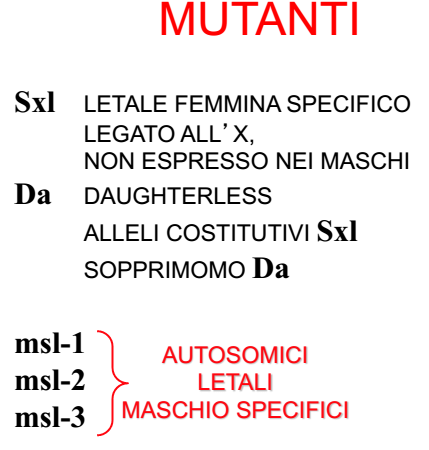 MUTANTI
Sxl LETALE FEMMINA SPECIFICO
LEGATO ALL'X,
NON ESPRESSO NEI MASCHI
Da DAUGHTERLESS
ALLELI COSTITUTIVI Sxl
SOPPRIMOMO Da
msl-1
msl-2
msl-3
AUTOSOMICI
LETALI
MASCHIO SPECIFICI